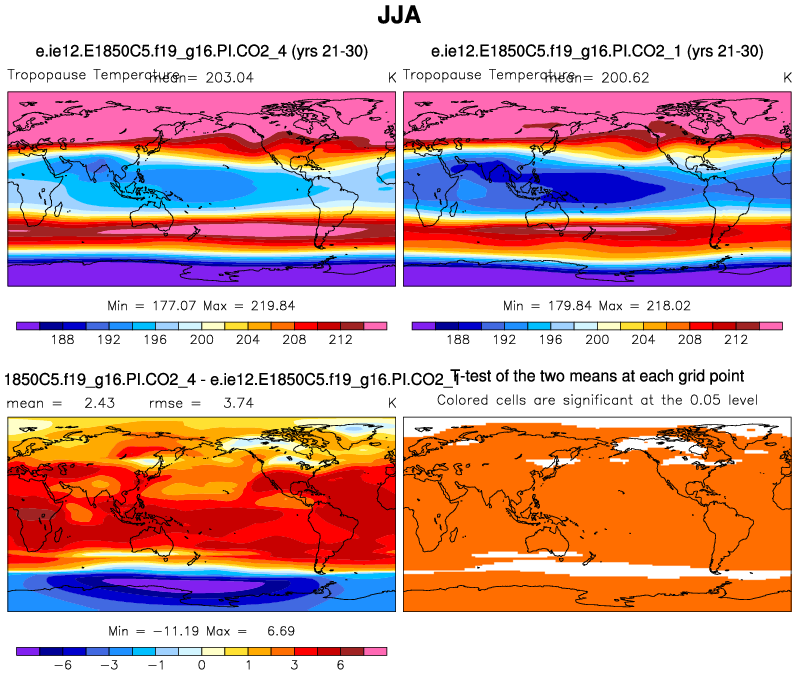 JJA
e.ie12.E1850C5.f19_g16.PI.CO2_4 (yrs 21-30)
Tropopause Temperature mean= 203.04 K
Min = 177.07 Max = 219.84
188 192 196 200 204 208 212
e.ie12.E1850C5.f19_g16.PI.CO2_1 (yrs 21-30)
Tropopause Temperature mean= 200.62 K
Min = 179.84 Max = 218.02
188 192 196 200 204 208 212
1850C5.f19_g16.PI.CO2_4 - e.ie12.E1850C5.f19_g16.PI.CO2_1
mean = 2.43 rmse = 3.74 K
Min = -11.19 Max = 6.69
-6 -3 -1 0 1 3 6
T-test of the two means at each grid point
Colored cells are significant at the 0.05 level